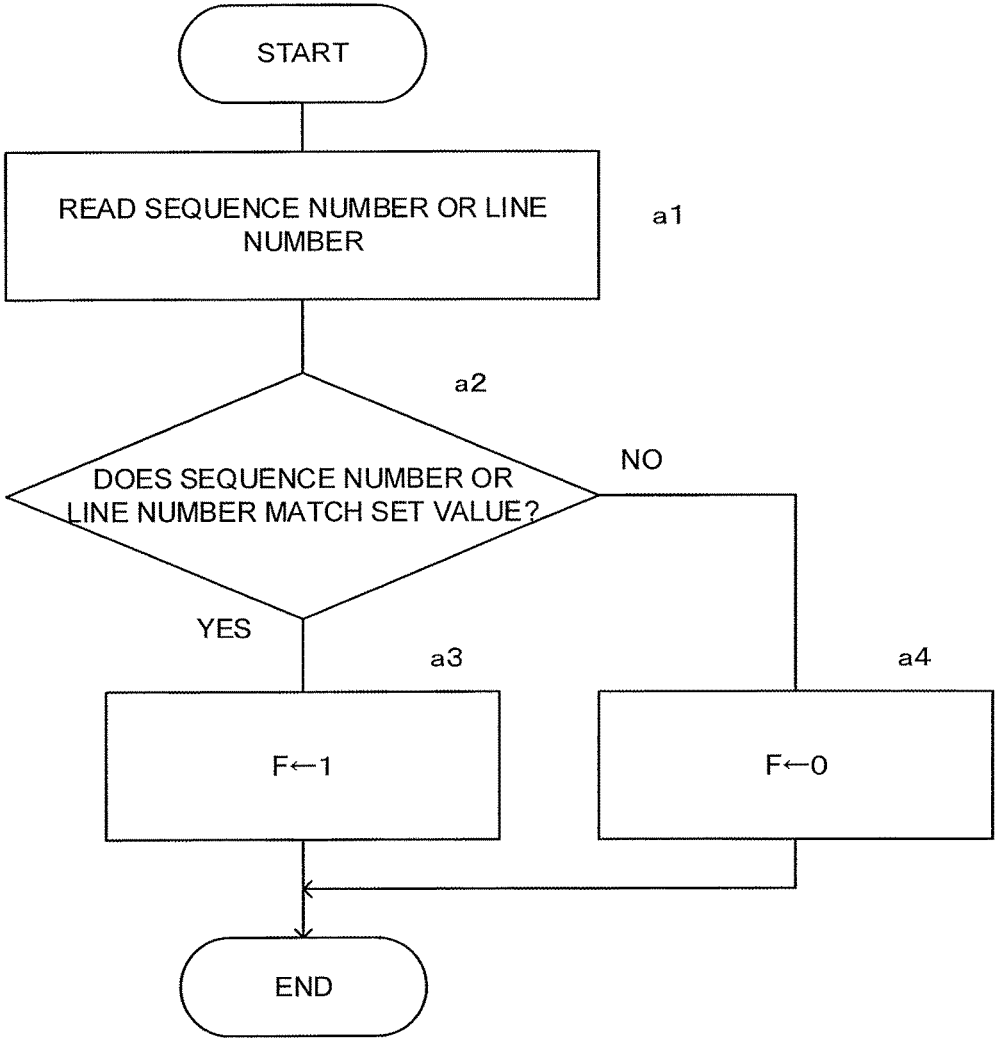 START
READ SEQUENCE NUMBER OR LINE
NUMBER
a1
a2
DOES SEQUENCE NUMBER OR
LINE NUMBER MATCH SET VALUE?
NO
YES
a3
a4
F←1
F←0
END